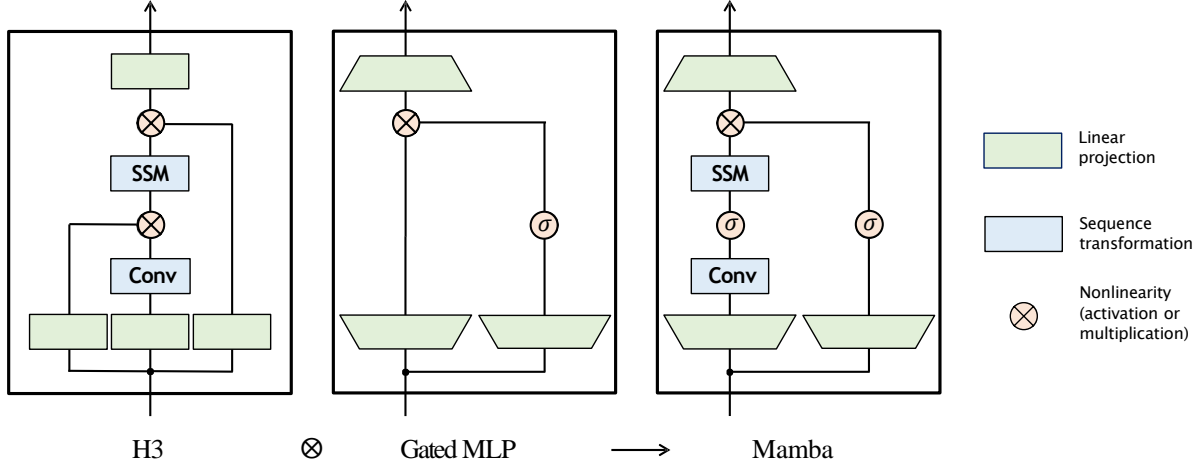 SSM
Conv
σ
SSM
σ
Conv
σ
Linear
projection
Sequence
transformation
Nonlinearity
(activation or
multiplication)
H3 ⊗ Gated MLP ⟶ Mamba